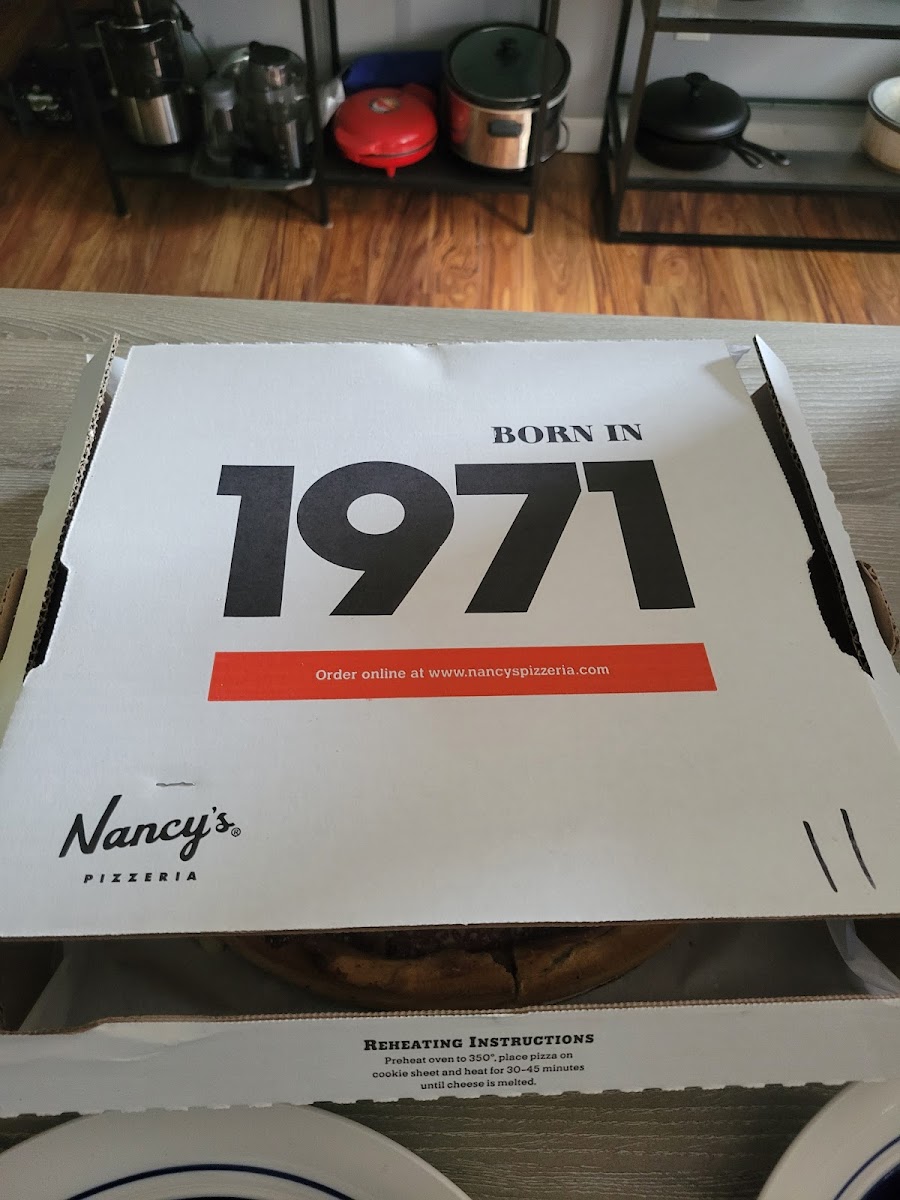 BORN IN
1971
Order online at www.nancyspizzeria.com
Nancy's®
PIZZERIA
11
REHEATING INSTRUCTIONS
Preheat oven to 350°, place pizza on
cookie sheet and heat for 30-45 minutes
until cheese is melted.